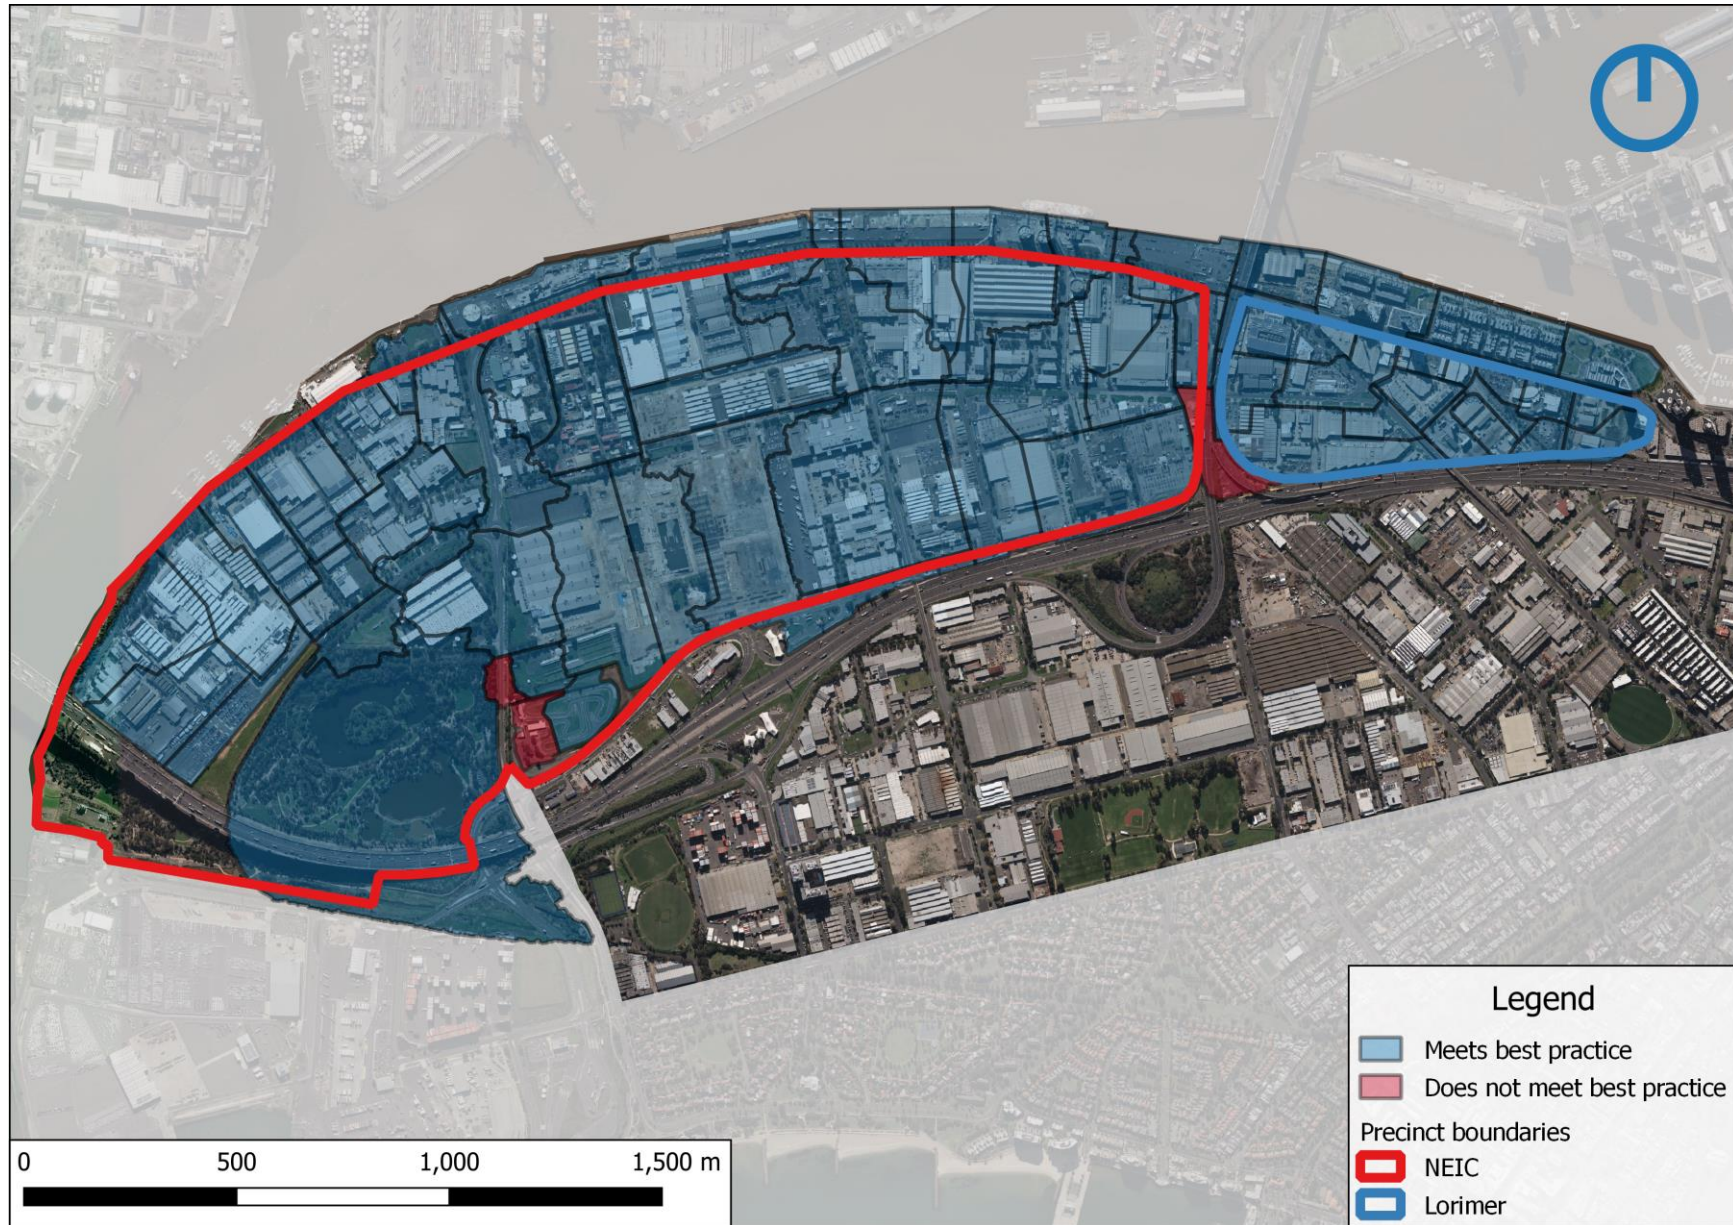 Legend
Meets best practice
Does not meet best practice
Precinct boundaries
NEIC
Lorimer
0 500 1,000 1,500 m